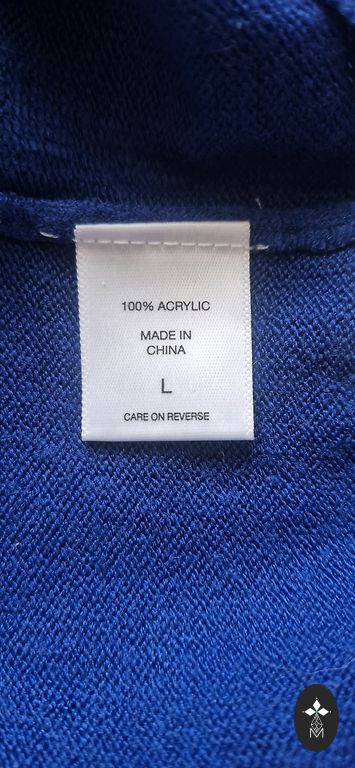 100% ACRYLIC
MADE IN
CHINA
L
CARE ON REVERSE
M